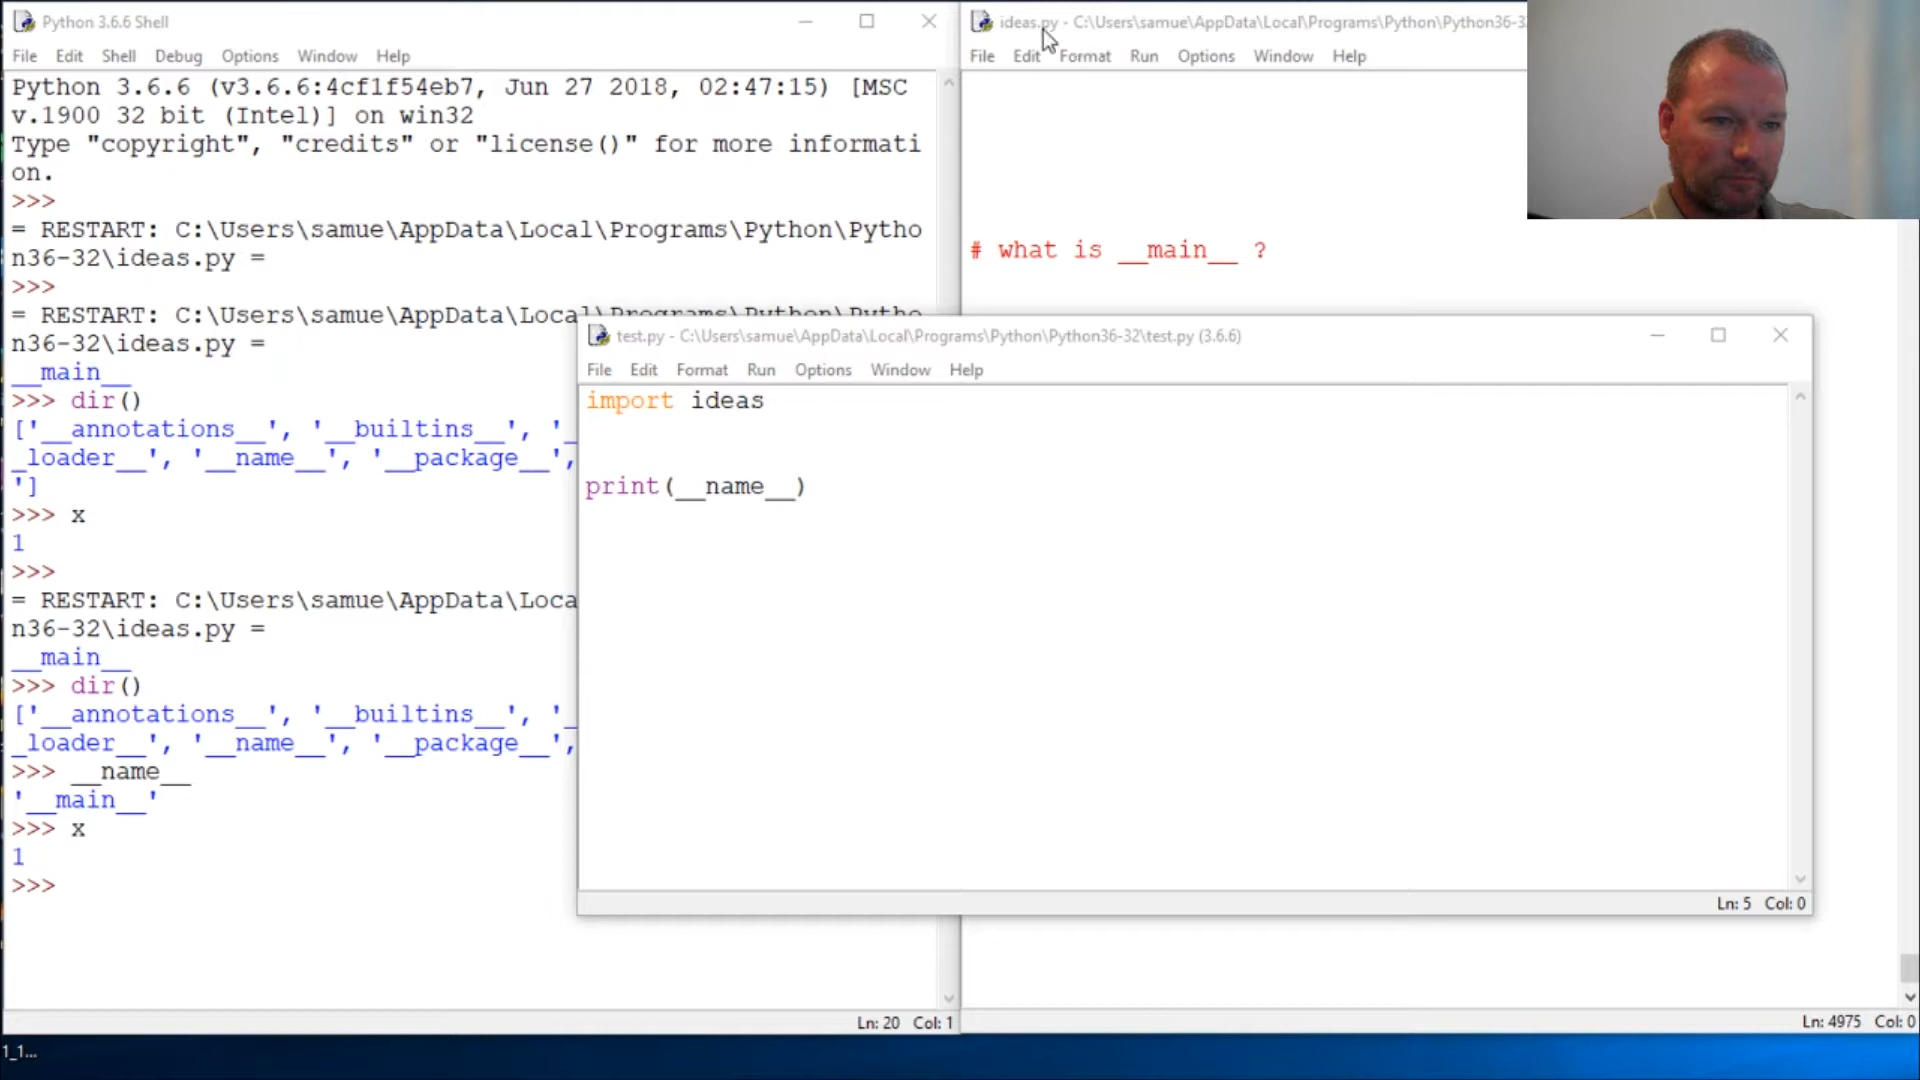 Python 3.6.6 Shell
File Edit Shell Debug Options Window Help
Python 3.6.6 (v3.6.6:4cf1f54eb7, Jun 27 2018, 02:47:15) [MSC
v.1900 32 bit (Intel)] on win32
Type "copyright", "credits" or "license()" for more informati
on.
>>>
= RESTART: C:\Users\samue\AppData\Local\Programs\Python\Pytho
n36-32\ideas.py =
>>>
= RESTART: C:\Users\samue\AppData\Local\Programs\Python\Pytho
n36-32\ideas.py =
__main__
>>> dir()
['__annotations__', '__builtins__', '_
_loader__', '__name__', '__package__',
']
>>> x
1
>>>
= RESTART: C:\Users\samue\AppData\Loca
n36-32\ideas.py =
__main__
>>> dir()
['__annotations__', '__builtins__', '_
_loader__', '__name__', '__package__',
>>> __name__
'__main__'
>>> x
1
>>>
Ln: 20 Col: 1
ideas.py - C:\Users\samue\AppData\Local\Programs\Python\Python36-3
File Edit Format Run Options Window Help
# what is __main__ ?
Ln: 4975 Col: 0
test.py - C:\Users\samue\AppData\Local\Programs\Python\Python36-32\test.py (3.6.6)
File Edit Format Run Options Window Help
import ideas
print(__name__)
Ln: 5 Col: 0
1_1...